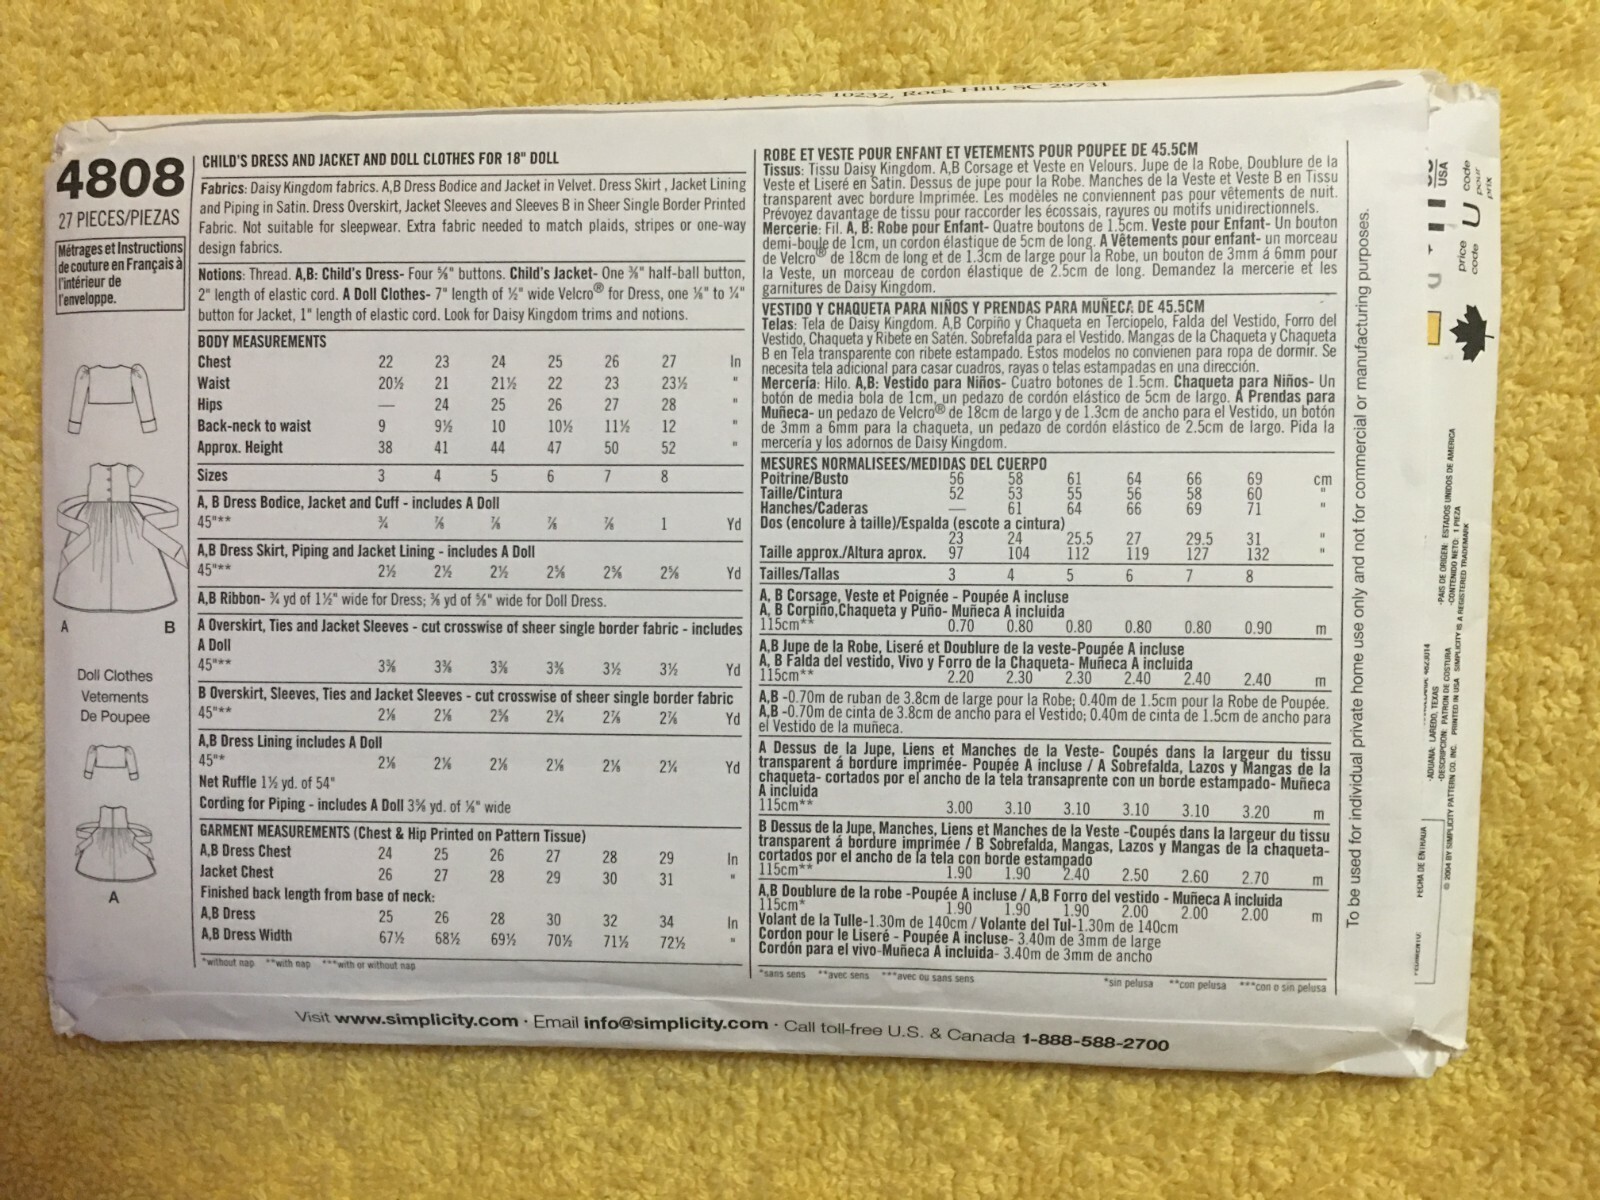 10232, Rock Hill, SC 29731
4808
27 PIECES/PIEZAS
Métrages et Instructions
de couture en Français à
l'intérieur de
l'enveloppe.
A
B
Doll Clothes
Vetements
De Poupee
A
CHILD'S DRESS AND JACKET AND DOLL CLOTHES FOR 18" DOLL
Fabrics: Daisy Kingdom fabrics. A,B Dress Bodice and Jacket in Velvet. Dress Skirt , Jacket Lining
and Piping in Satin. Dress Overskirt, Jacket Sleeves and Sleeves B in Sheer Single Border Printed
Fabric. Not suitable for sleepwear. Extra fabric needed to match plaids, stripes or one-way
design fabrics.
Notions: Thread. A,B: Child's Dress- Four ⅝" buttons. Child's Jacket- One ⅜" half-ball button,
2" length of elastic cord. A Doll Clothes- 7" length of ½" wide Velcro® for Dress, one ⅛" to ¼"
button for Jacket, 1" length of elastic cord. Look for Daisy Kingdom trims and notions.
BODY MEASUREMENTS
Chest 22 23 24 25 26 27 In
Waist 20½ 21 21½ 22 23 23½ "
Hips — 24 25 26 27 28 "
Back-neck to waist 9 9½ 10 10½ 11½ 12 "
Approx. Height 38 41 44 47 50 52 "
Sizes 3 4 5 6 7 8
A, B Dress Bodice, Jacket and Cuff - includes A Doll
45"** ¾ ⅞ ⅞ ⅞ ⅞ 1 Yd
A,B Dress Skirt, Piping and Jacket Lining - includes A Doll
45"** 2½ 2½ 2½ 2⅝ 2⅝ 2⅝ Yd
A,B Ribbon- ¾ yd of 1½" wide for Dress; ⅜ yd of ⅝" wide for Doll Dress.
A Overskirt, Ties and Jacket Sleeves - cut crosswise of sheer single border fabric - includes
A Doll
45"** 3⅜ 3⅜ 3⅜ 3⅜ 3½ 3½ Yd
B Overskirt, Sleeves, Ties and Jacket Sleeves - cut crosswise of sheer single border fabric
45"** 2⅛ 2⅛ 2⅝ 2¾ 2⅞ 2⅞ Yd
A,B Dress Lining includes A Doll
45"* 2⅛ 2⅛ 2⅛ 2⅛ 2⅛ 2¼ Yd
Net Ruffle 1½ yd. of 54"
Cording for Piping - includes A Doll 3⅝ yd. of ⅛" wide
GARMENT MEASUREMENTS (Chest & Hip Printed on Pattern Tissue)
A,B Dress Chest 24 25 26 27 28 29 In
Jacket Chest 26 27 28 29 30 31 "
Finished back length from base of neck:
A,B Dress 25 26 28 30 32 34 In
A,B Dress Width 67½ 68½ 69½ 70½ 71½ 72½ "
*without nap **with nap ***with or without nap
ROBE ET VESTE POUR ENFANT ET VETEMENTS POUR POUPEE DE 45.5CM
Tissus: Tissu Daisy Kingdom. A,B Corsage et Veste en Velours. Jupe de la Robe, Doublure de la
Veste et Liseré en Satin. Dessus de jupe pour la Robe. Manches de la Veste et Veste B en Tissu
transparent avec bordure Imprimée. Les modèles ne conviennent pas pour vêtements de nuit.
Prévoyez davantage de tissu pour raccorder les écossais, rayures ou motifs unidirectionnels.
Mercerie: Fil. A, B: Robe pour Enfant- Quatre boutons de 1.5cm. Veste pour Enfant- Un bouton
demi-boule de 1cm, un cordon élastique de 5cm de long. A Vêtements pour enfant- un morceau
de Velcro® de 18cm de long et de 1.3cm de large pour la Robe, un bouton de 3mm á 6mm pour
la Veste, un morceau de cordon élastique de 2.5cm de long. Demandez la mercerie et les
garnitures de Daisy Kingdom.
VESTIDO Y CHAQUETA PARA NIÑOS Y PRENDAS PARA MUÑECA DE 45.5CM
Telas: Tela de Daisy Kingdom. A,B Corpiño y Chaqueta en Terciopelo, Falda del Vestido, Forro del
Vestido, Chaqueta y Ribete en Satén. Sobrefalda para el Vestido. Mangas de la Chaqueta y Chaqueta
B en Tela transparente con ribete estampado. Estos modelos no convienen para ropa de dormir. Se
necesita tela adicional para casar cuadros, rayas o telas estampadas en una dirección.
Mercería: Hilo. A,B: Vestido para Niños- Cuatro botones de 1.5cm. Chaqueta para Niños- Un
botón de media bola de 1cm, un pedazo de cordón elástico de 5cm de largo. A Prendas para
Muñeca- un pedazo de Velcro® de 18cm de largo y de 1.3cm de ancho para el Vestido, un botón
de 3mm a 6mm para la chaqueta, un pedazo de cordón elástico de 2.5cm de largo. Pida la
mercería y los adornos de Daisy Kingdom.
MESURES NORMALISEES/MEDIDAS DEL CUERPO
Poitrine/Busto 56 58 61 64 66 69 cm
Taille/Cintura 52 53 55 56 58 60 "
Hanches/Caderas — 61 64 66 69 71 "
Dos (encolure à taille)/Espalda (escote a cintura)
23 24 25.5 27 29.5 31 "
Taille approx./Altura aprox. 97 104 112 119 127 132 "
Tailles/Tallas 3 4 5 6 7 8
A, B Corsage, Veste et Poignée - Poupée A incluse
A, B Corpiño,Chaqueta y Puño- Muñeca A incluida
115cm** 0.70 0.80 0.80 0.80 0.80 0.90 m
A,B Jupe de la Robe, Liseré et Doublure de la veste-Poupée A incluse
A, B Falda del vestido, Vivo y Forro de la Chaqueta- Muñeca A incluida
115cm** 2.20 2.30 2.30 2.40 2.40 2.40 m
A,B -0.70m de ruban de 3.8cm de large pour la Robe; 0.40m de 1.5cm pour la Robe de Poupée.
A,B -0.70m de cinta de 3.8cm de ancho para el Vestido; 0.40m de cinta de 1.5cm de ancho para
el Vestido de la muñeca.
A Dessus de la Jupe, Liens et Manches de la Veste- Coupés dans la largeur du tissu
transparent á bordure imprimée- Poupée A incluse / A Sobrefalda, Lazos y Mangas de la
chaqueta- cortados por el ancho de la tela transaprente con un borde estampado- Muñeca
A incluida
115cm** 3.00 3.10 3.10 3.10 3.10 3.20 m
B Dessus de la Jupe, Manches, Liens et Manches de la Veste -Coupés dans la largeur du tissu
transparent á bordure imprimée / B Sobrefalda, Mangas, Lazos y Mangas de la chaqueta-
cortados por el ancho de la tela con borde estampado
115cm** 1.90 1.90 2.40 2.50 2.60 2.70 m
A,B Doublure de la robe -Poupée A incluse / A,B Forro del vestido - Muñeca A incluida
115cm* 1.90 1.90 1.90 2.00 2.00 2.00 m
Volant de la Tulle-1.30m de 140cm / Volante del Tul-1.30m de 140cm
Cordon pour le Liseré - Poupée A incluse- 3.40m de 3mm de large
Cordón para el vivo-Muñeca A incluida- 3.40m de 3mm de ancho
*sans sens **avec sens ***avec ou sans sens
*sin pelusa **con pelusa ***con o sin pelusa
To be used for individual private home use only and not for commercial or manufacturing purposes.
FECHA DE ENTRADA
·ADUANA: LAREDO, TEXAS
·DESCRIPCION: PATRON DE COSTURA
·PAIS DE ORIGEN: ESTADOS UNIDOS DE AMERICA
·CONTENIDO NETO: 1 PIEZA
© 2004 BY SIMPLICITY PATTERN CO. INC. PRINTED IN USA SIMPLICITY IS A REGISTERED TRADEMARK
USA
price code
U
code pour prix
Visit www.simplicity.com · Email info@simplicity.com · Call toll-free U.S. & Canada 1-888-588-2700